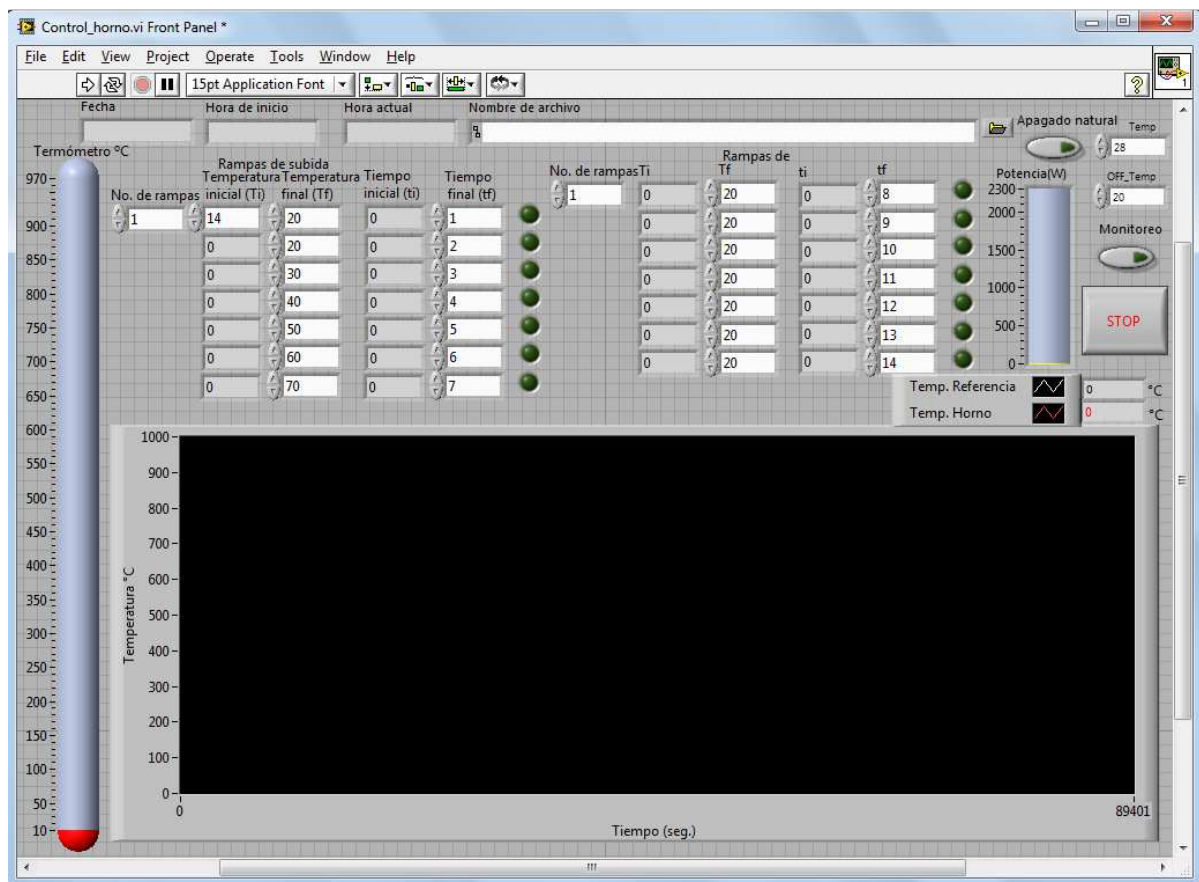 Control_horno.vi Front Panel *
File Edit View Project Operate Tools Window Help
15pt Application Font
1
Fecha Hora de inicio Hora actual Nombre de archivo
Apagado natural Temp
28
Termómetro ºC
Rampas de subida
Rampas de
No. de rampas Temperatura inicial (Ti) Temperatura final (Tf) Tiempo inicial (ti) Tiempo final (tf)
No. de rampas Ti Tf ti tf
Potencia(W)
OFF_Temp
20
Monitoreo
STOP
1 14 20 0 1
0 20 0 2
0 30 0 3
0 40 0 4
0 50 0 5
0 60 0 6
0 70 0 7
1 0 20 0 8
0 20 0 9
0 20 0 10
0 20 0 11
0 20 0 12
0 20 0 13
0 20 0 14
2300
2000
1500
1000
500
0
Temp. Referencia 0 °C
Temp. Horno 0 °C
970
900
850
800
750
700
650
600
550
500
450
400
350
300
250
200
150
100
50
10
Temperatura °C
1000
900
800
700
600
500
400
300
200
100
0
0 89401
Tiempo (seg.)